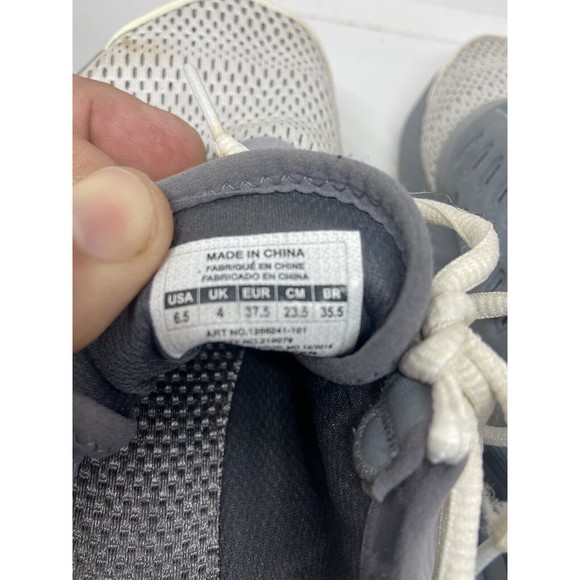 MADE IN CHINA
FABRIQUÉ EN CHINE
FABRICADO EN CHINA
USA UK EUR CM BR
6.5 4 37.5 23.5 35.5
ART NO.1266241-101